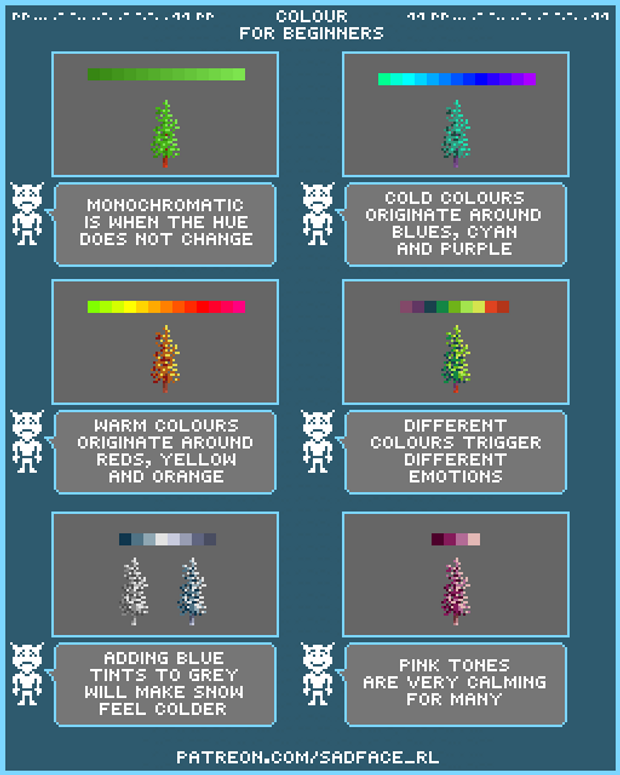 COLOUR
FOR BEGINNERS
MONOCHROMATIC
IS WHEN THE HUE
DOES NOT CHANGE
COLD COLOURS
ORIGINATE AROUND
BLUES, CYAN
AND PURPLE
WARM COLOURS
ORIGINATE AROUND
REDS, YELLOW
AND ORANGE
DIFFERENT
COLOURS TRIGGER
DIFFERENT
EMOTIONS
ADDING BLUE
TINTS TO GREY
WILL MAKE SNOW
FEEL COLDER
PINK TONES
ARE VERY CALMING
FOR MANY
PATREON.COM/SADFACE_RL